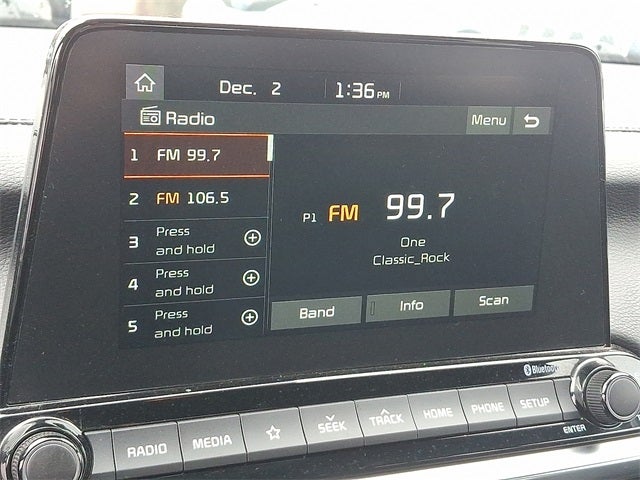 Dec. 2 1:36 PM
Radio Menu
1 FM 99.7
2 FM 106.5
3 Press and hold
4 Press and hold
5 Press and hold
P1 FM 99.7
One
Classic_Rock
Band Info Scan
Bluetooth
RADIO MEDIA SEEK TRACK HOME PHONE SETUP
ENTER